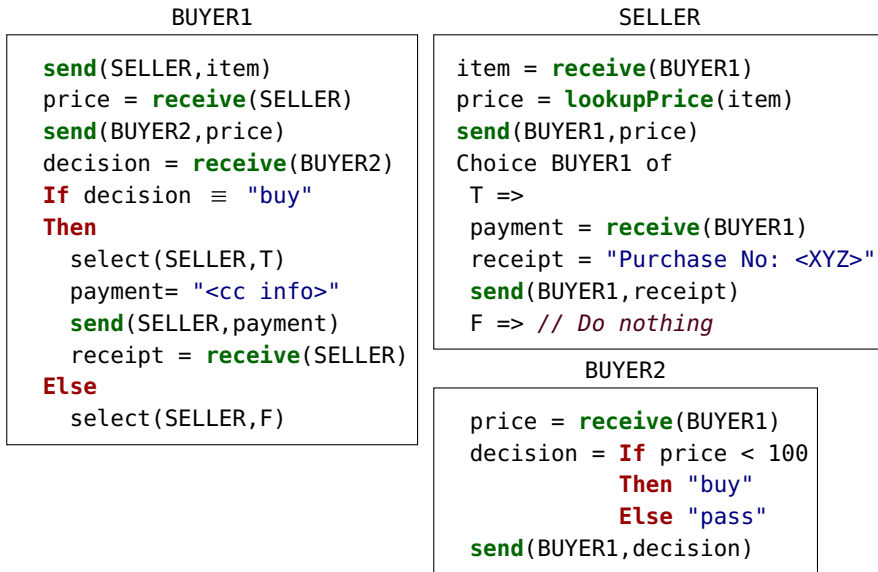 BUYER1
send(SELLER,item)
price = receive(SELLER)
send(BUYER2,price)
decision = receive(BUYER2)
If decision ≡ "buy"
Then
  select(SELLER,T)
  payment= "<cc info>"
  send(SELLER,payment)
  receipt = receive(SELLER)
Else
  select(SELLER,F)
SELLER
item = receive(BUYER1)
price = lookupPrice(item)
send(BUYER1,price)
Choice BUYER1 of
 T =>
 payment = receive(BUYER1)
 receipt = "Purchase No: <XYZ>"
 send(BUYER1,receipt)
 F => // Do nothing
BUYER2
price = receive(BUYER1)
decision = If price < 100
           Then "buy"
           Else "pass"
send(BUYER1,decision)